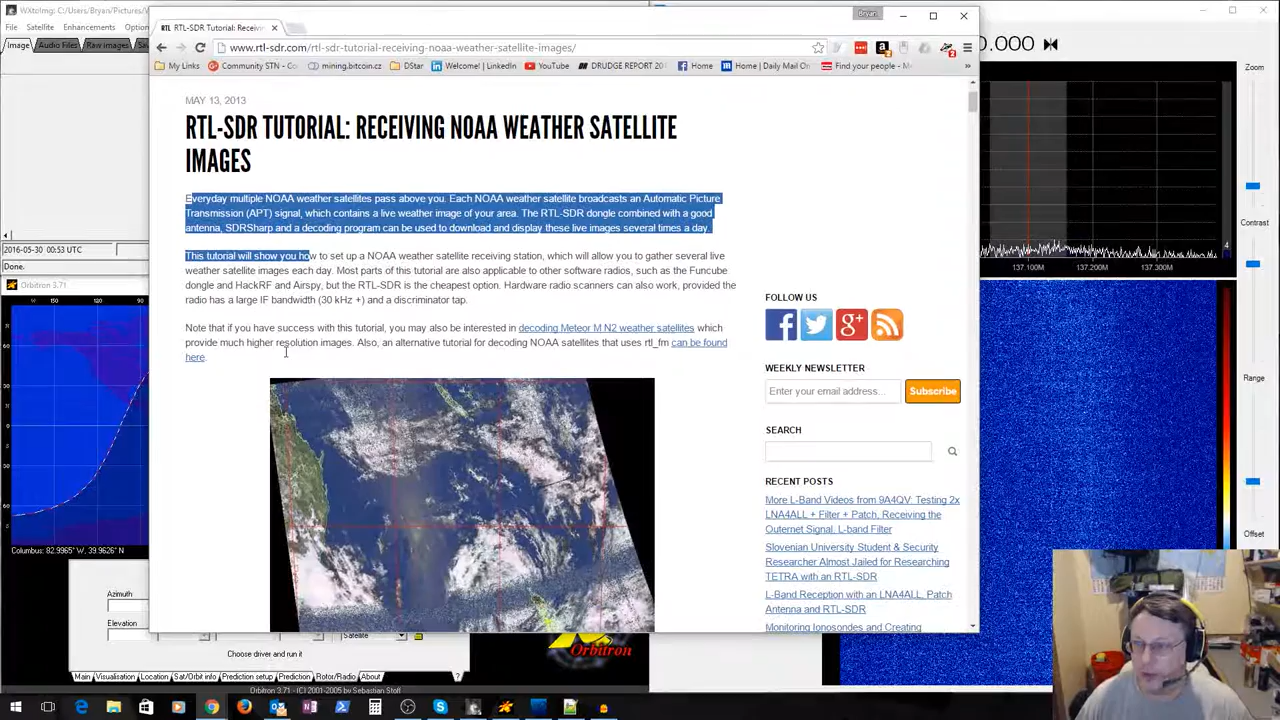 WXtoImg: C:/Users/Bryan/Pictures/
File Satellite Enhancements Option
Image Audio Files Raw images
2016-05-30 00:53 UTC
Done.
Orbitron 3.71
Columbus: 82.9965° W, 39.9626° N
Azimuth
Elevation
Satellite
Choose driver and run it
Main Visualisation Location Sat/Orbit info Prediction setup Prediction Rotor/Radio About ?
Orbitron 3.71 - (C) 2001-2005 by Sebastian Stoff
Orbitron
RTL RTL-SDR Tutorial: Receivin
Bryan
www.rtl-sdr.com/rtl-sdr-tutorial-receiving-noaa-weather-satellite-images/
My Links Community STN - Co mining.bitcoin.cz DStar Welcome! | LinkedIn YouTube DRUDGE REPORT 20 Home Home | Daily Mail On Find your people - Me »
MAY 13, 2013
RTL-SDR TUTORIAL: RECEIVING NOAA WEATHER SATELLITE
IMAGES
Everyday multiple NOAA weather satellites pass above you. Each NOAA weather satellite broadcasts an Automatic Picture
Transmission (APT) signal, which contains a live weather image of your area. The RTL-SDR dongle combined with a good
antenna, SDRSharp and a decoding program can be used to download and display these live images several times a day.
This tutorial will show you how to set up a NOAA weather satellite receiving station, which will allow you to gather several live
weather satellite images each day. Most parts of this tutorial are also applicable to other software radios, such as the Funcube
dongle and HackRF and Airspy, but the RTL-SDR is the cheapest option. Hardware radio scanners can also work, provided the
radio has a large IF bandwidth (30 kHz +) and a discriminator tap.
Note that if you have success with this tutorial, you may also be interested in decoding Meteor M N2 weather satellites which
provide much higher resolution images. Also, an alternative tutorial for decoding NOAA satellites that uses rtl_fm can be found
here.
FOLLOW US
WEEKLY NEWSLETTER
Enter your email address... Subscribe
SEARCH
RECENT POSTS
More L-Band Videos from 9A4QV: Testing 2x
LNA4ALL + Filter + Patch, Receiving the
Outernet Signal, L-band Filter
Slovenian University Student & Security
Researcher Almost Jailed for Researching
TETRA with an RTL-SDR
L-Band Reception with an LNA4ALL, Patch
Antenna and RTL-SDR
Monitoring Ionosondes and Creating
0.000
Zoom
Contrast
Range
Offset
4
137.100M 137.200M 137.300M